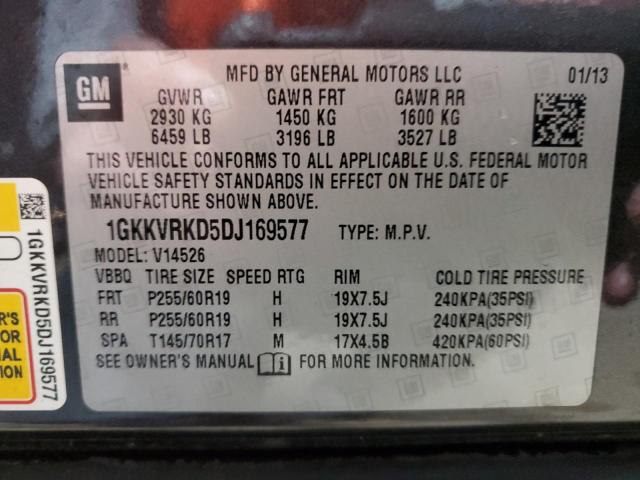 GM
MFD BY GENERAL MOTORS LLC 01/13
GVWR GAWR FRT GAWR RR
2930 KG 1450 KG 1600 KG
6459 LB 3196 LB 3527 LB
THIS VEHICLE CONFORMS TO ALL APPLICABLE U.S. FEDERAL MOTOR
VEHICLE SAFETY STANDARDS IN EFFECT ON THE DATE OF
MANUFACTURE SHOWN ABOVE.
1GKKVRKD5DJ169577 TYPE: M.P.V.
MODEL: V14526
VBBQ TIRE SIZE SPEED RTG RIM COLD TIRE PRESSURE
FRT P255/60R19 H 19X7.5J 240KPA(35PSI)
RR P255/60R19 H 19X7.5J 240KPA(35PSI)
SPA T145/70R17 M 17X4.5B 420KPA(60PSI)
SEE OWNER'S MANUAL FOR MORE INFORMATION.
1GKKVRKD5DJ169577